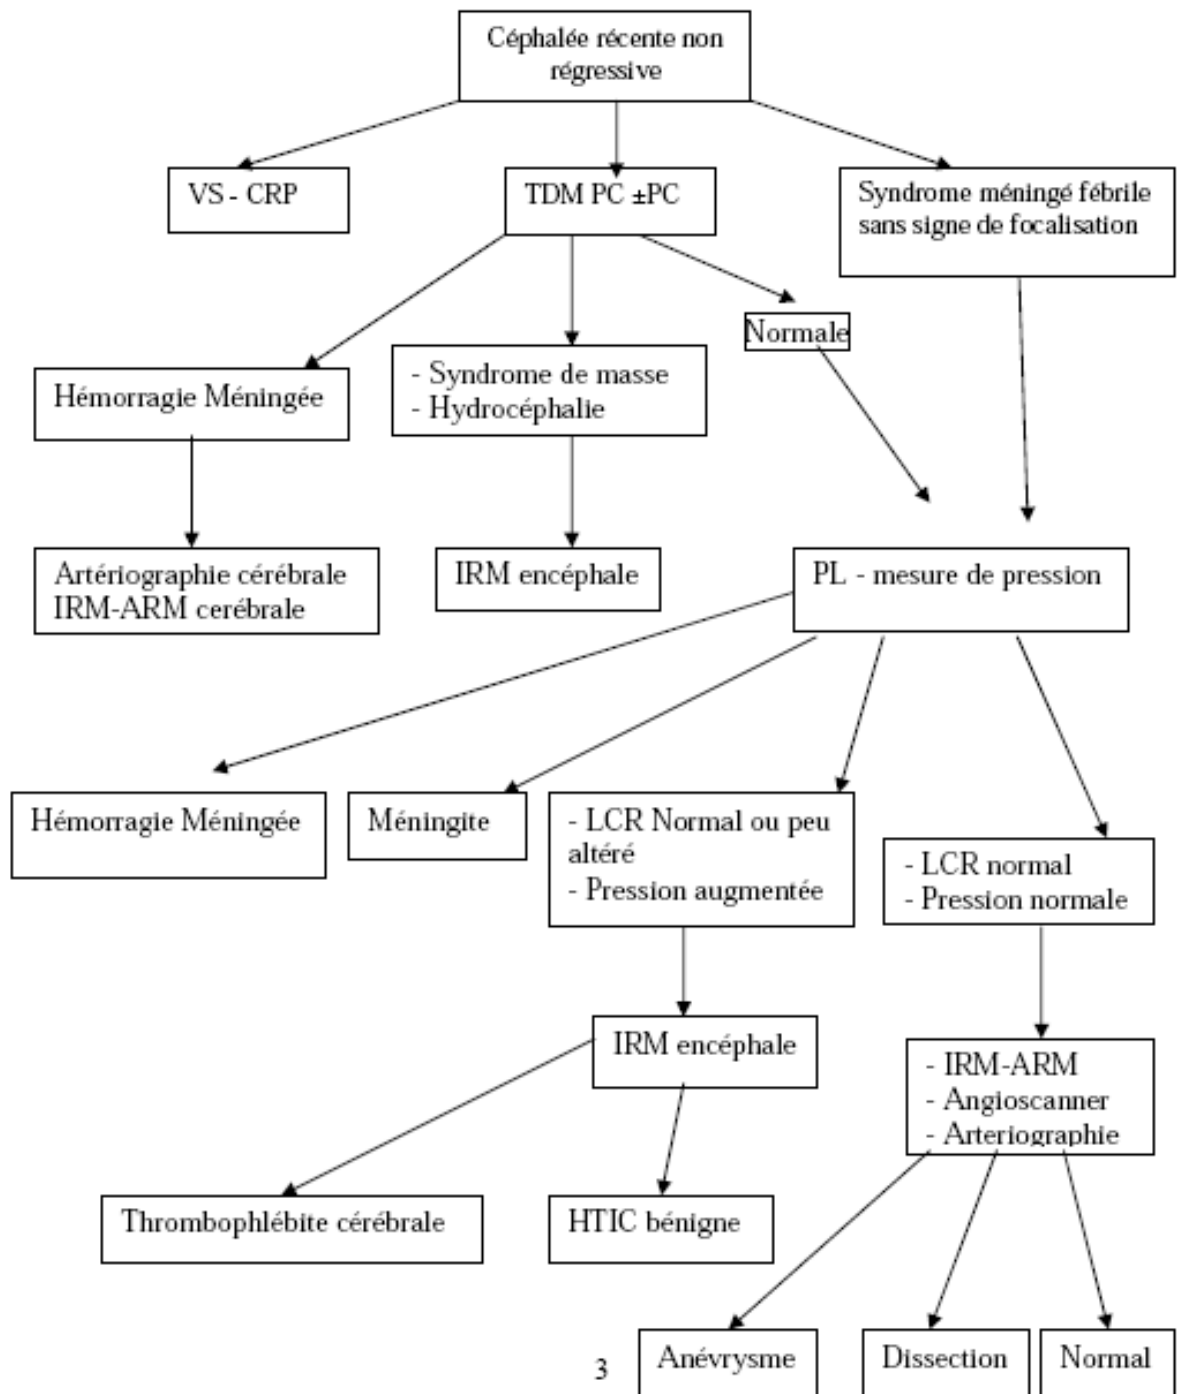 Céphalée récente non
régressive
VS - CRP
TDM PC ±PC
Syndrome méningé fébrile
sans signe de focalisation
Normale
Hémorragie Méningée
- Syndrome de masse
- Hydrocéphalie
Artériographie cérébrale
IRM-ARM cerébrale
IRM encéphale
PL - mesure de pression
Hémorragie Méningée
Méningite
- LCR Normal ou peu
altéré
- Pression augmentée
- LCR normal
- Pression normale
IRM encéphale
- IRM-ARM
- Angioscanner
- Arteriographie
Thrombophlébite cérébrale
HTIC bénigne
Anévrysme
Dissection
Normal
3